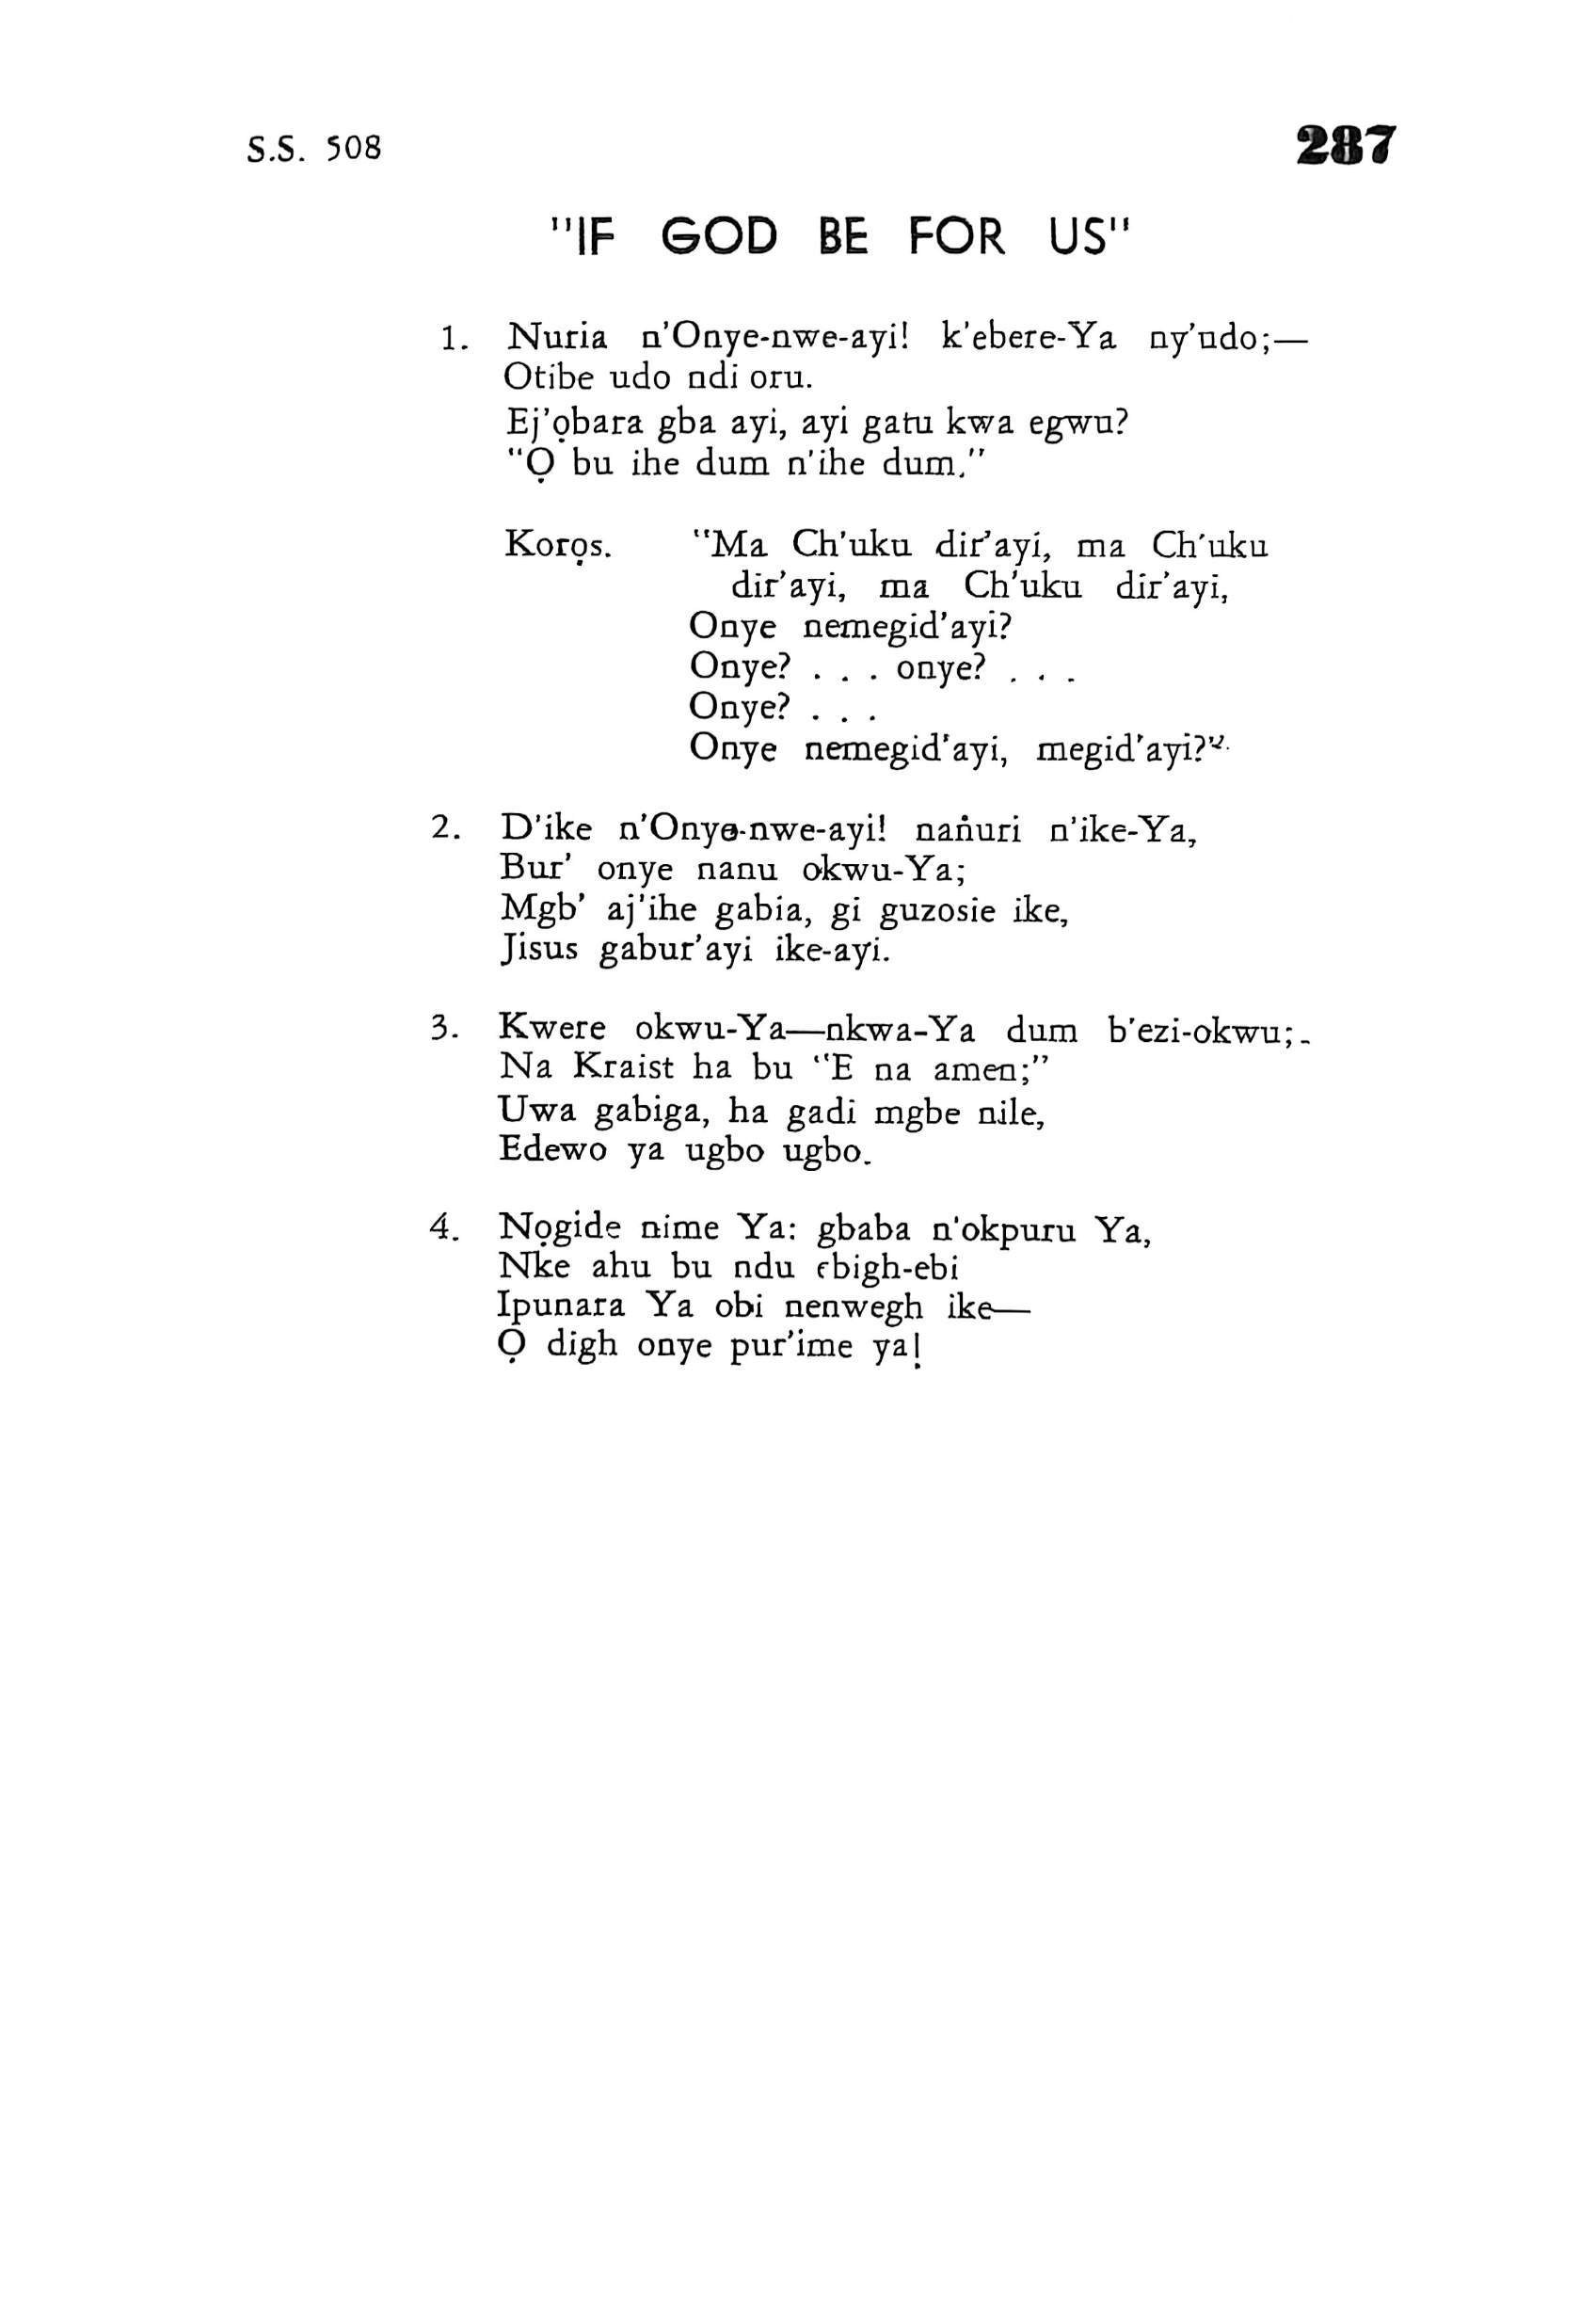 S.S. 508
287
"IF GOD BE FOR US"
1. Nuria n'Onye-nwe-ayi! k'ebere-Ya ny'udo;—
Otibe udo ndi oru.
Ej'ọbara gba ayi, ayi gatu kwa egwu?
"Ọ bu ihe dum n'ihe dum."
Korọs. "Ma Ch'uku dir'ayi, ma Ch'uku
dir'ayi, ma Ch'uku dir'ayi,
Onye nemegid'ayi?
Onye? . . . onye? . . .
Onye? . . .
Onye nemegid'ayi, megid'ayi?"
2. D'ike n'Onye-nwe-ayi! naṅuri n'ike-Ya,
Bur' onye nanu okwu-Ya;
Mgb' aj'ihe gabia, gi guzosie ike,
Jisus gabur'ayi ike-ayi.
3. Kwere okwu-Ya—nkwa-Ya dum b'ezi-okwu;-
Na Kraist ha bu "E na amen;"
Uwa gabiga, ha gadi mgbe nile,
Edewo ya ugbo ugbo.
4. Nọgide nime Ya: gbaba n'okpuru Ya,
Nke ahu bu ndu ebigh-ebi
Ipunara Ya obi nenwegh ike—
Ọ digh onye pur'ime ya!